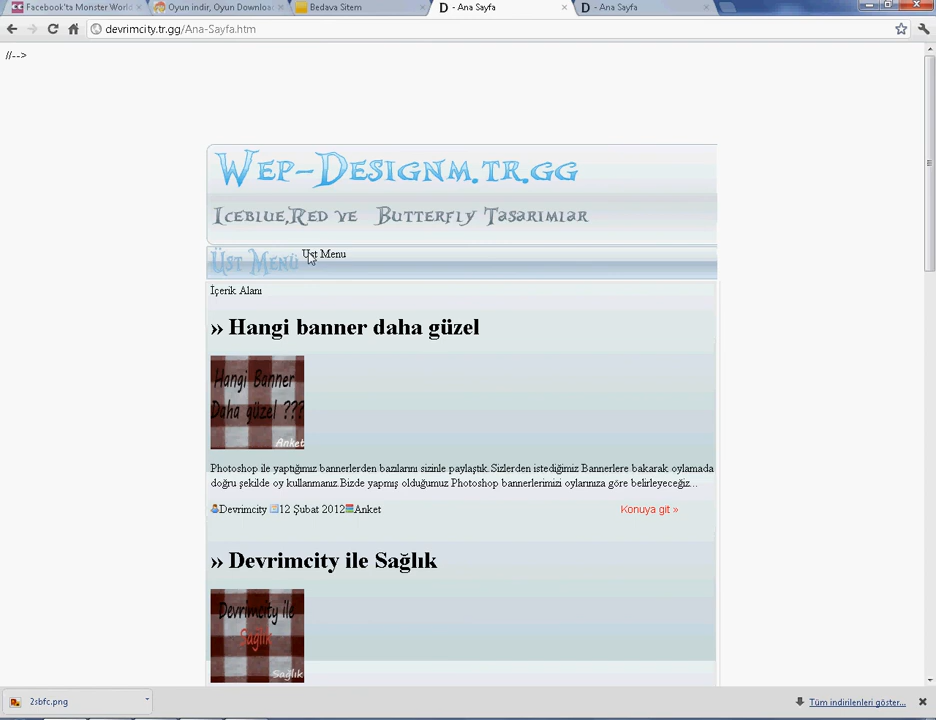 Facebook'ta Monster World
Oyun indir, Oyun Downloa
Bedava Sitem
D - Ana Sayfa
D - Ana Sayfa
devrimcity.tr.gg/Ana-Sayfa.htm
//-->
Wep-Designm.tr.gg
Iceblue,Red ve Butterfly Tasarımlar
Üst Menü Üst Menu
İçerik Alanı
» Hangi banner daha güzel
Hangi Banner
Daha güzel ???
Anket
Photoshop ile yaptığımız bannerlerden bazılarını sizinle paylaştık.Sizlerden istediğimiz Bannerlere bakarak oylamada
doğru şekilde oy kullanmanız.Bizde yapmış olduğumuz Photoshop bannerlerimizi oylarınıza göre belirleyeceğiz...
Devrimcity 12 Şubat 2012 Anket Konuya git »
» Devrimcity ile Sağlık
Devrimcity ile
Sağlık
Sağlık
2sbfc.png
Tüm indirilenleri göster...